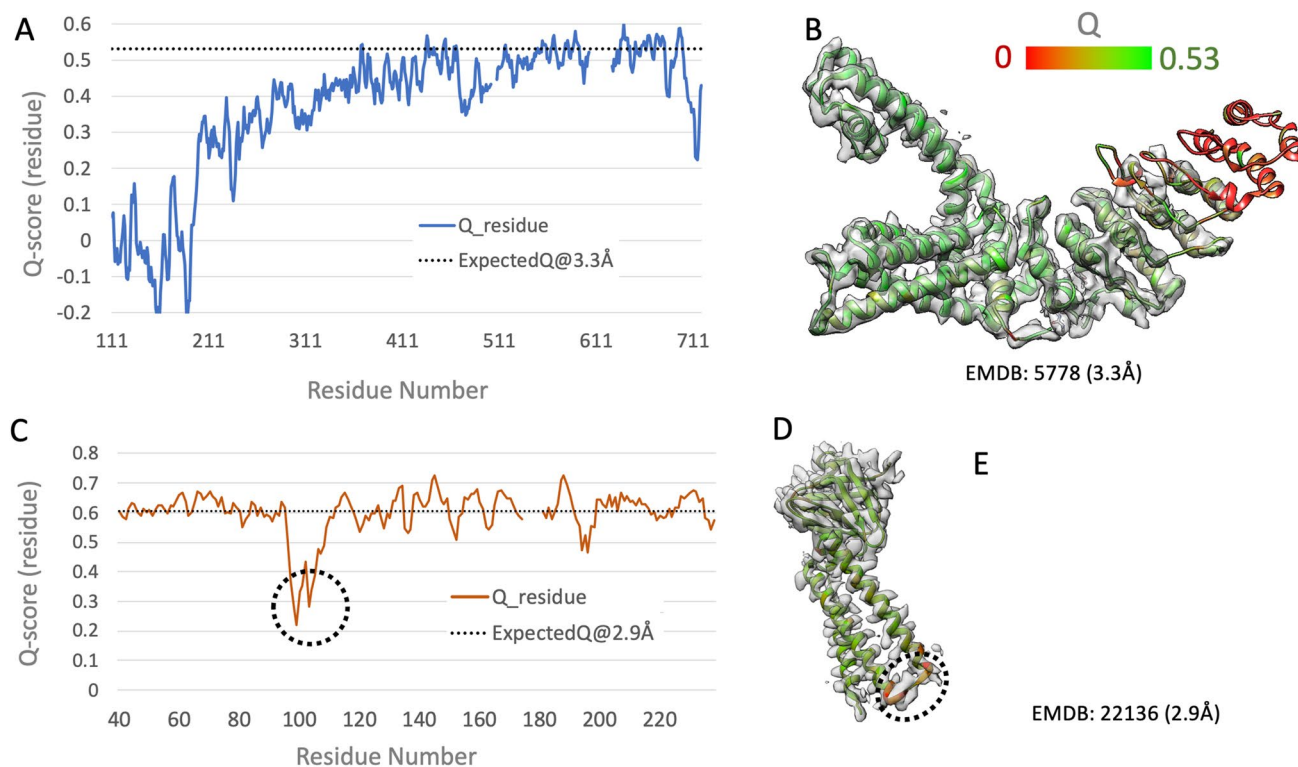 A
0.6
0.5
0.4
0.3
0.2
0.1
0
-0.1
-0.2
Q-score (residue)
Q_residue
ExpectedQ@3.3Å
111 211 311 411 511 611 711
Residue Number
B
Q
0 0.53
EMDB: 5778 (3.3Å)
C
0.8
0.7
0.6
0.5
0.4
0.3
0.2
0.1
0
Q-score (residue)
Q_residue
ExpectedQ@2.9Å
40 60 80 100 120 140 160 180 200 220
Residue Number
D
E
EMDB: 22136 (2.9Å)